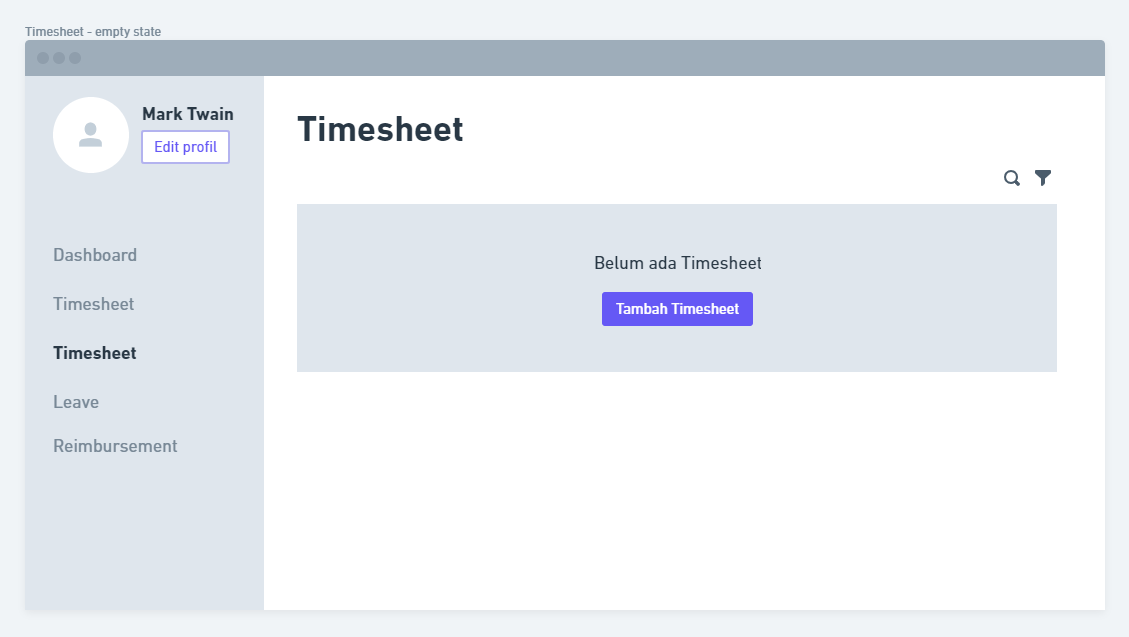 Timesheet - empty state
Mark Twain
Edit profil
Dashboard
Timesheet
Timesheet
Leave
Reimbursement
Timesheet
Belum ada Timesheet
Tambah Timesheet